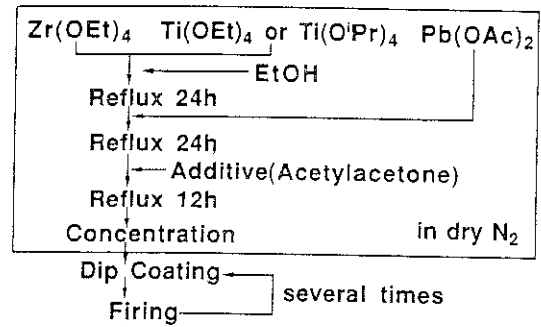 Zr(OEt)₄ Ti(OEt)₄ or Ti(OⁱPr)₄ Pb(OAc)₂
EtOH
Reflux 24h
Reflux 24h
Additive(Acetylacetone)
Reflux 12h
Concentration in dry N₂
Dip Coating
several times
Firing